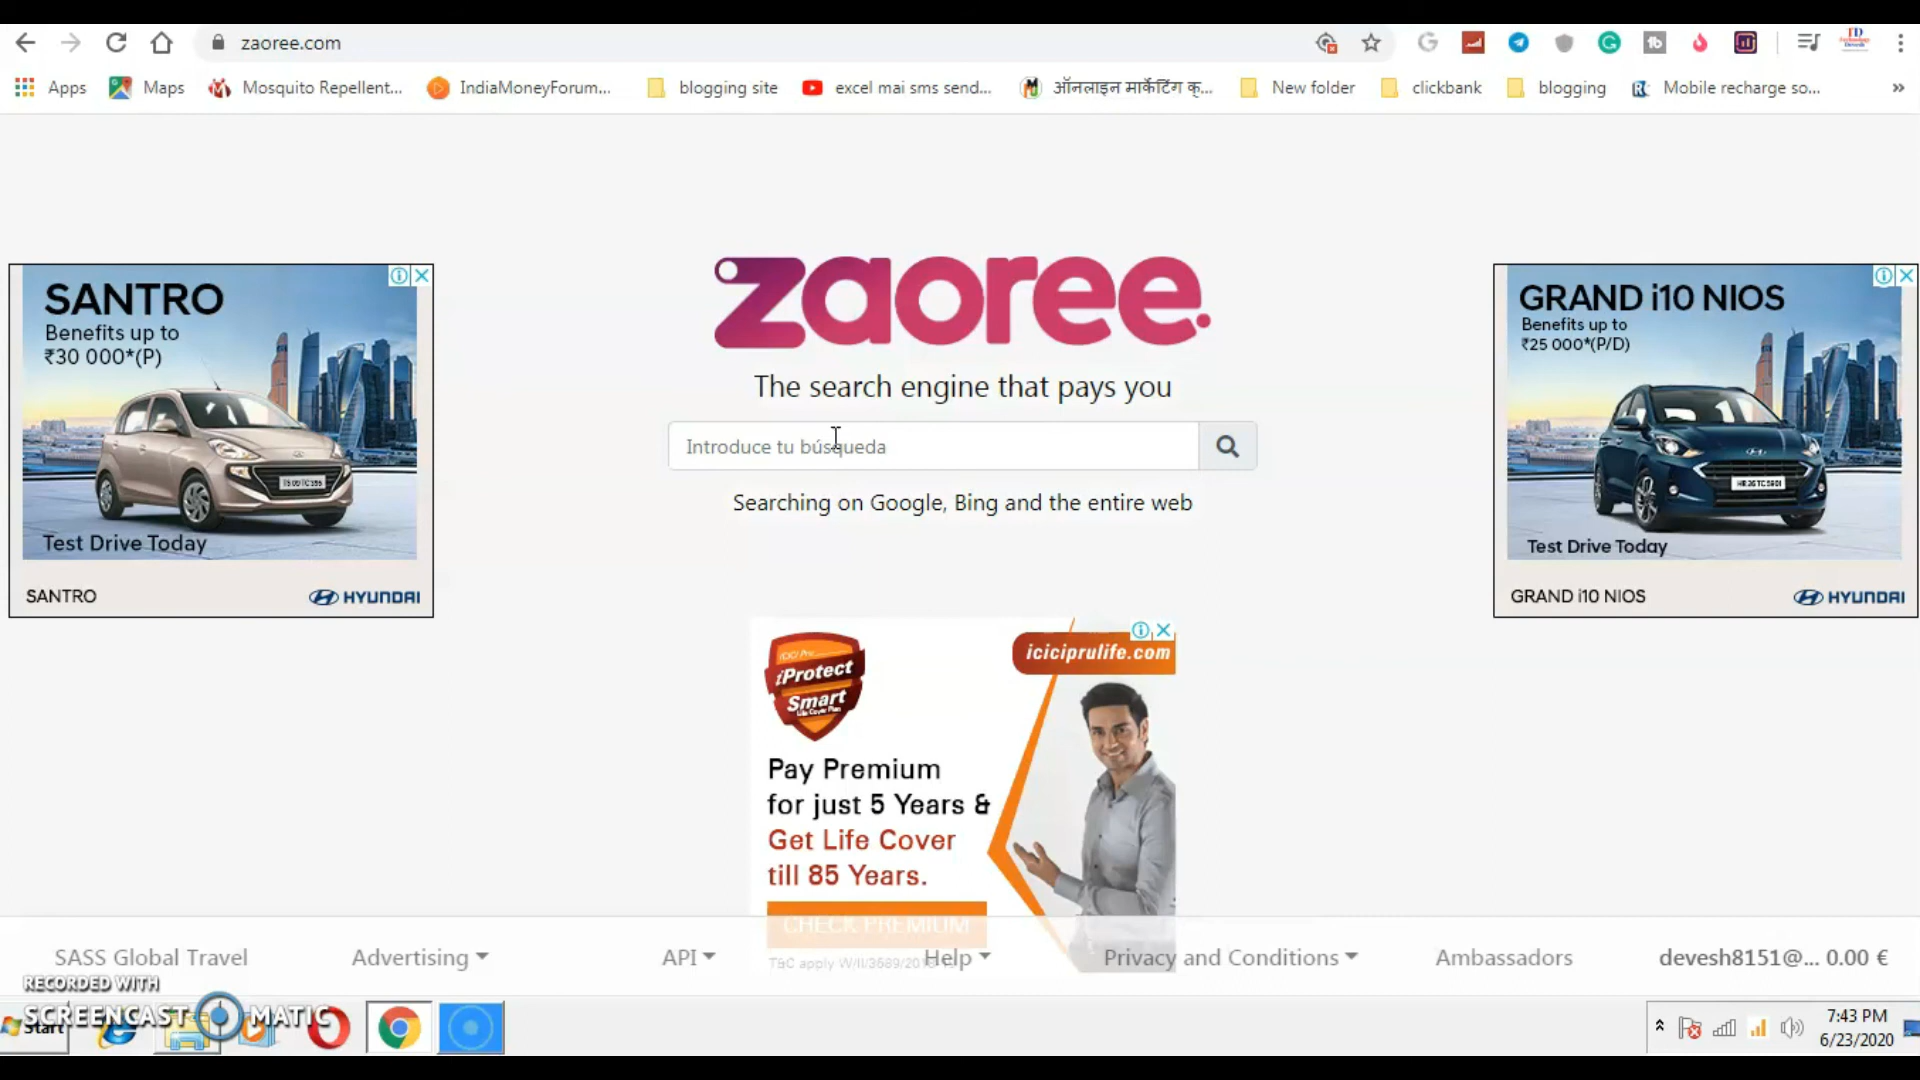 zaoree.com
Apps
Maps
Mosquito Repellent...
IndiaMoneyForum...
blogging site
excel mai sms send...
ऑनलाइन मार्केटिंग क्...
New folder
clickbank
blogging
Mobile recharge so...
»
SANTRO
Benefits up to
₹30 000*(P)
Test Drive Today
SANTRO
HYUNDAI
zaoree.
The search engine that pays you
Introduce tu búsqueda
Searching on Google, Bing and the entire web
GRAND i10 NIOS
Benefits up to
₹25 000*(P/D)
Test Drive Today
GRAND i10 NIOS
HYUNDAI
iProtect
Smart
iciciprulife.com
Pay Premium
for just 5 Years &
Get Life Cover
till 85 Years.
CHECK PREMIUM
SASS Global Travel
Advertising
API
Help
Privacy and Conditions
Ambassadors
devesh8151@... 0.00 €
RECORDED WITH
SCREENCAST MATIC
Start
7:43 PM
6/23/2020